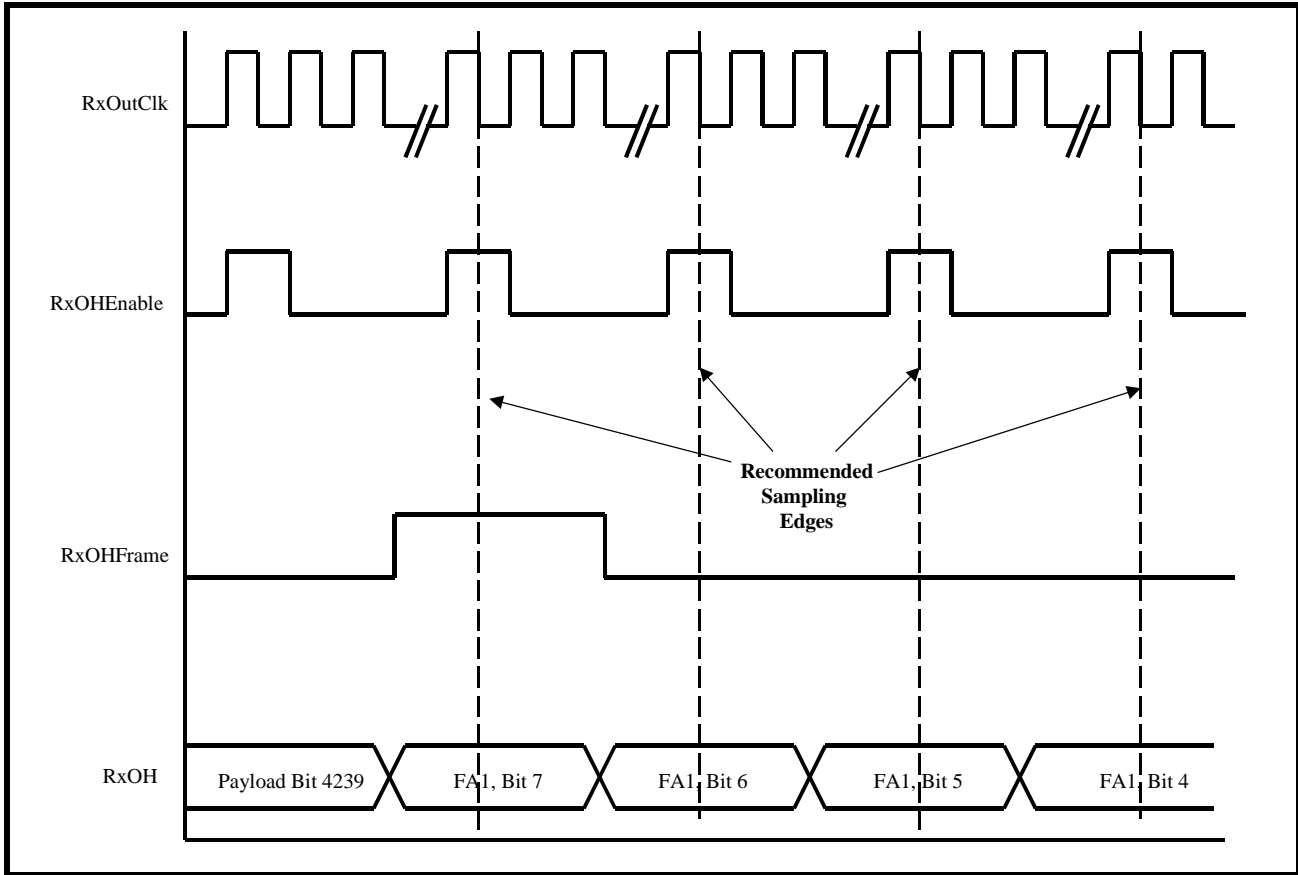 RxOutClk
RxOHEnable
Recommended
Sampling
Edges
RxOHFrame
RxOH
Payload Bit 4239
FA1, Bit 7
FA1, Bit 6
FA1, Bit 5
FA1, Bit 4